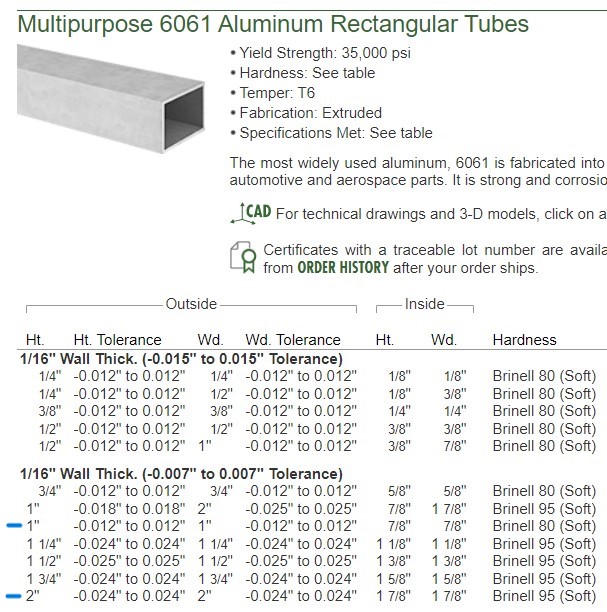 Multipurpose 6061 Aluminum Rectangular Tubes
• Yield Strength: 35,000 psi
• Hardness: See table
• Temper: T6
• Fabrication: Extruded
• Specifications Met: See table
The most widely used aluminum, 6061 is fabricated into
automotive and aerospace parts. It is strong and corrosio
CAD For technical drawings and 3-D models, click on a
Certificates with a traceable lot number are availa
from ORDER HISTORY after your order ships.
Outside Inside
Ht. Ht. Tolerance Wd. Wd. Tolerance Ht. Wd. Hardness
1/16" Wall Thick. (-0.015" to 0.015" Tolerance)
1/4" -0.012" to 0.012" 1/4" -0.012" to 0.012" 1/8" 1/8" Brinell 80 (Soft)
1/4" -0.012" to 0.012" 1/2" -0.012" to 0.012" 1/8" 3/8" Brinell 80 (Soft)
3/8" -0.012" to 0.012" 3/8" -0.012" to 0.012" 1/4" 1/4" Brinell 80 (Soft)
1/2" -0.012" to 0.012" 1/2" -0.012" to 0.012" 3/8" 3/8" Brinell 80 (Soft)
1/2" -0.012" to 0.012" 1" -0.012" to 0.012" 3/8" 7/8" Brinell 80 (Soft)
1/16" Wall Thick. (-0.007" to 0.007" Tolerance)
3/4" -0.012" to 0.012" 3/4" -0.012" to 0.012" 5/8" 5/8" Brinell 80 (Soft)
1" -0.018" to 0.018" 2" -0.025" to 0.025" 7/8" 1 7/8" Brinell 95 (Soft)
1" -0.012" to 0.012" 1" -0.012" to 0.012" 7/8" 7/8" Brinell 80 (Soft)
1 1/4" -0.024" to 0.024" 1 1/4" -0.024" to 0.024" 1 1/8" 1 1/8" Brinell 95 (Soft)
1 1/2" -0.025" to 0.025" 1 1/2" -0.025" to 0.025" 1 3/8" 1 3/8" Brinell 95 (Soft)
1 3/4" -0.024" to 0.024" 1 3/4" -0.024" to 0.024" 1 5/8" 1 5/8" Brinell 95 (Soft)
2" -0.024" to 0.024" 2" -0.024" to 0.024" 1 7/8" 1 7/8" Brinell 95 (Soft)